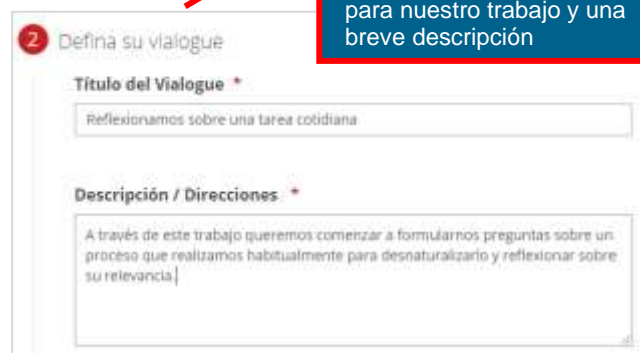 para nuestro trabajo y una
breve descripción
2 Defina su vialogue
Título del Vialogue *
Reflexionamos sobre una tarea cotidiana
Descripción / Direcciones *
A través de este trabajo queremos comenzar a formularnos preguntas sobre un
proceso que realizamos habitualmente para desnaturalizarlo y reflexionar sobre
su relevancia.